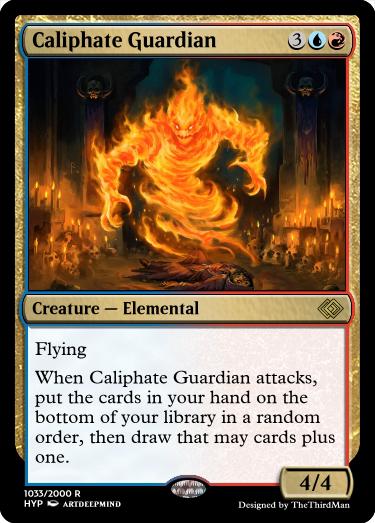 Caliphate Guardian 3
Creature — Elemental
Flying
When Caliphate Guardian attacks,
put the cards in your hand on the
bottom of your library in a random
order, then draw that may cards plus
one.
4/4
1033/2000 R
HYP ARTDEEPMIND
Designed by TheThirdMan